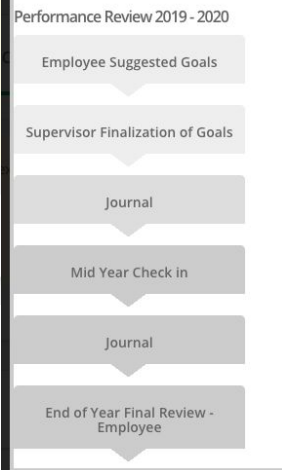 Performance Review 2019 - 2020
Employee Suggested Goals
Supervisor Finalization of Goals
Journal
Mid Year Check in
Journal
End of Year Final Review -
Employee